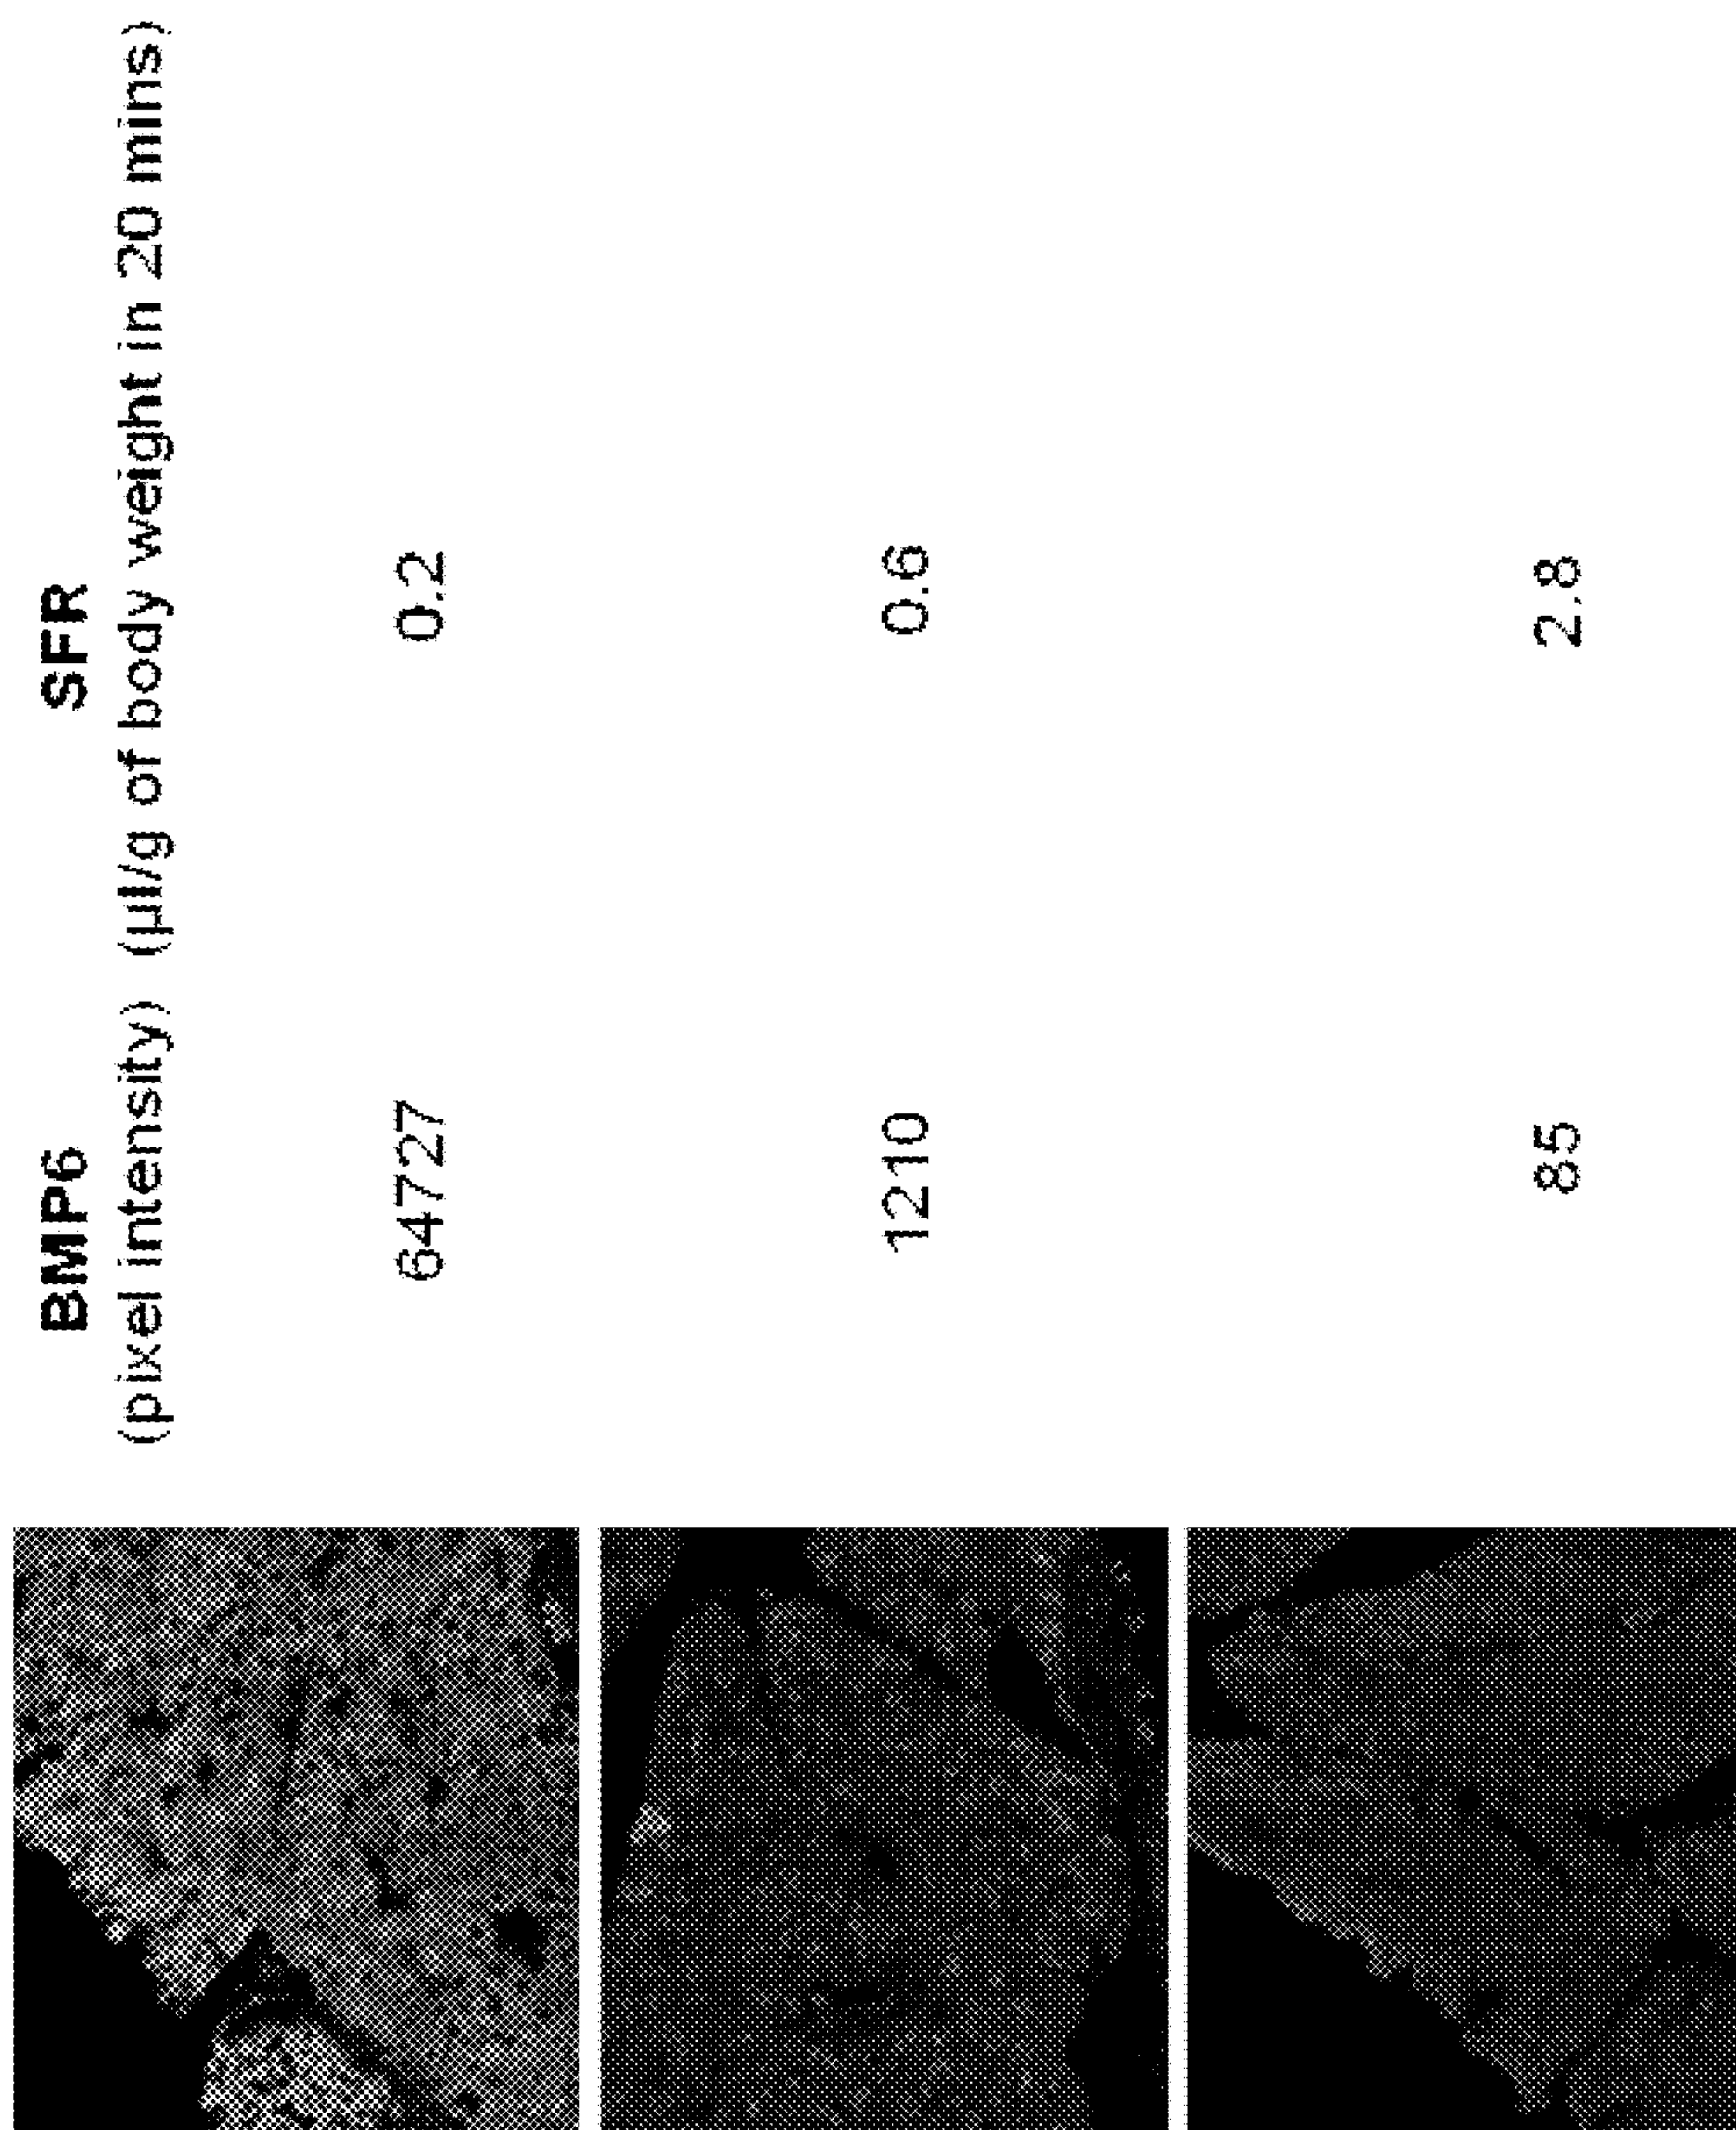 BMP6 SFR
(pixel intensity) (µl/g of body weight in 20 mins)
64727 0.2
1210 0.6
85 2.8